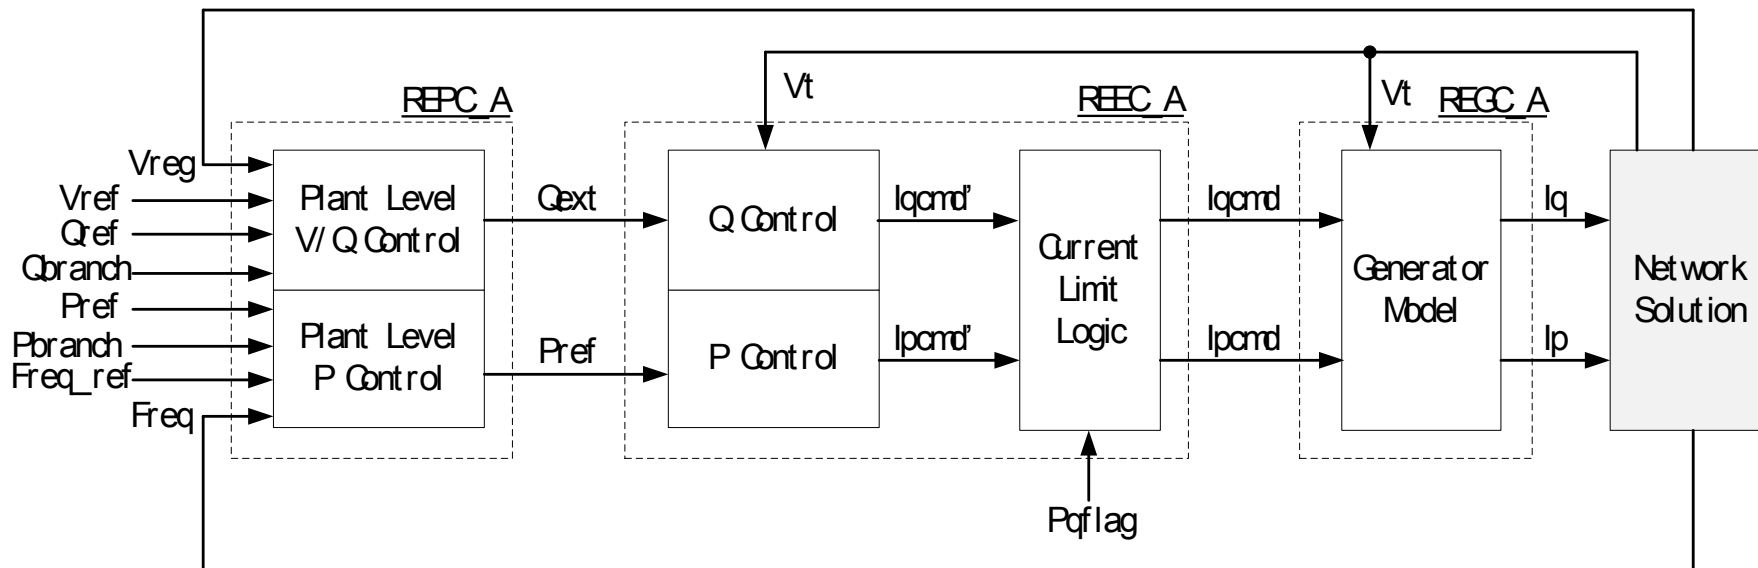 REPC_A
REEC_A
REGC_A
Vt
Vt
Vreg
Vref
Qref
Qbranch
Pref
Pbranch
Freq_ref
Freq
Plant Level
V/Q Control
Plant Level
P Control
Qext
Pref
Q Control
P Control
Iqcmd'
Ipcmd'
Current
Limit
Logic
Pqflag
Iqcmd
Ipcmd
Generator
Model
Iq
Ip
Network
Solution